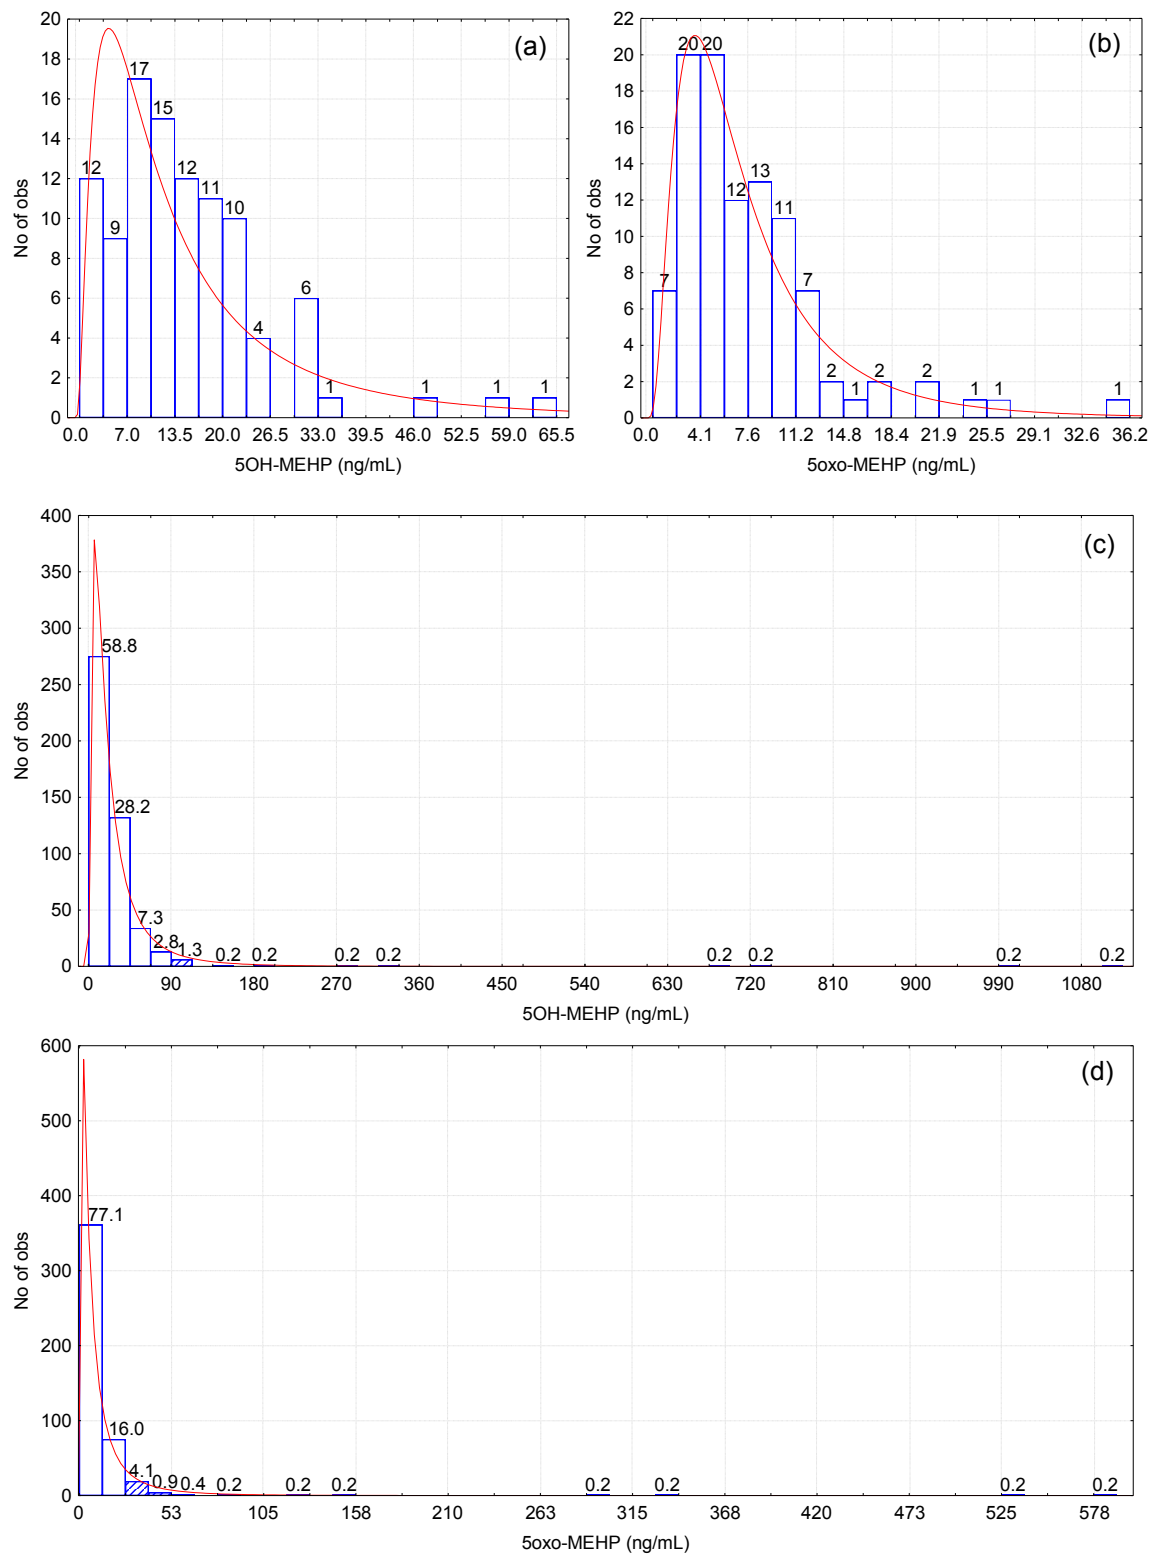 (a)
No of obs
20
18
16
14
12
10
8
6
4
2
0
12 9 17 15 12 11 10 4 6 1 1 1 1
0.0 7.0 13.5 20.0 26.5 33.0 39.5 46.0 52.5 59.0 65.5
5OH-MEHP (ng/mL)
(b)
No of obs
22
20
18
16
14
12
10
8
6
4
2
0
7 20 20 12 13 11 7 2 1 2 2 1 1 1
0.0 4.1 7.6 11.2 14.8 18.4 21.9 25.5 29.1 32.6 36.2
5oxo-MEHP (ng/mL)
(c)
No of obs
400
350
300
250
200
150
100
50
0
58.8 28.2 7.3 2.8 1.3 0.2 0.2 0.2 0.2 0.2 0.2 0.2 0.2
0 90 180 270 360 450 540 630 720 810 900 990 1080
5OH-MEHP (ng/mL)
(d)
No of obs
600
500
400
300
200
100
0
77.1 16.0 4.1 0.9 0.4 0.2 0.2 0.2 0.2 0.2 0.2 0.2
0 53 105 158 210 263 315 368 420 473 525 578
5oxo-MEHP (ng/mL)